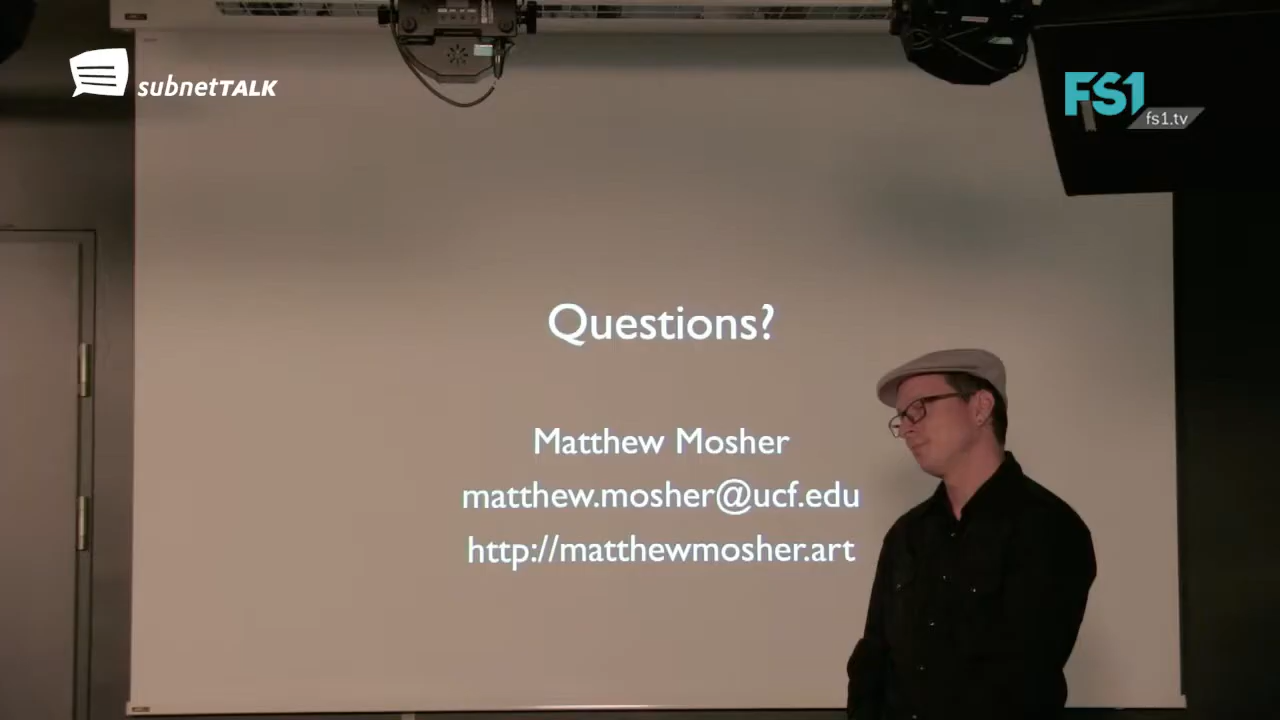 subnetTALK
FS1
fs1.tv
Questions?
Matthew Mosher
matthew.mosher@ucf.edu
http://matthewmosher.art